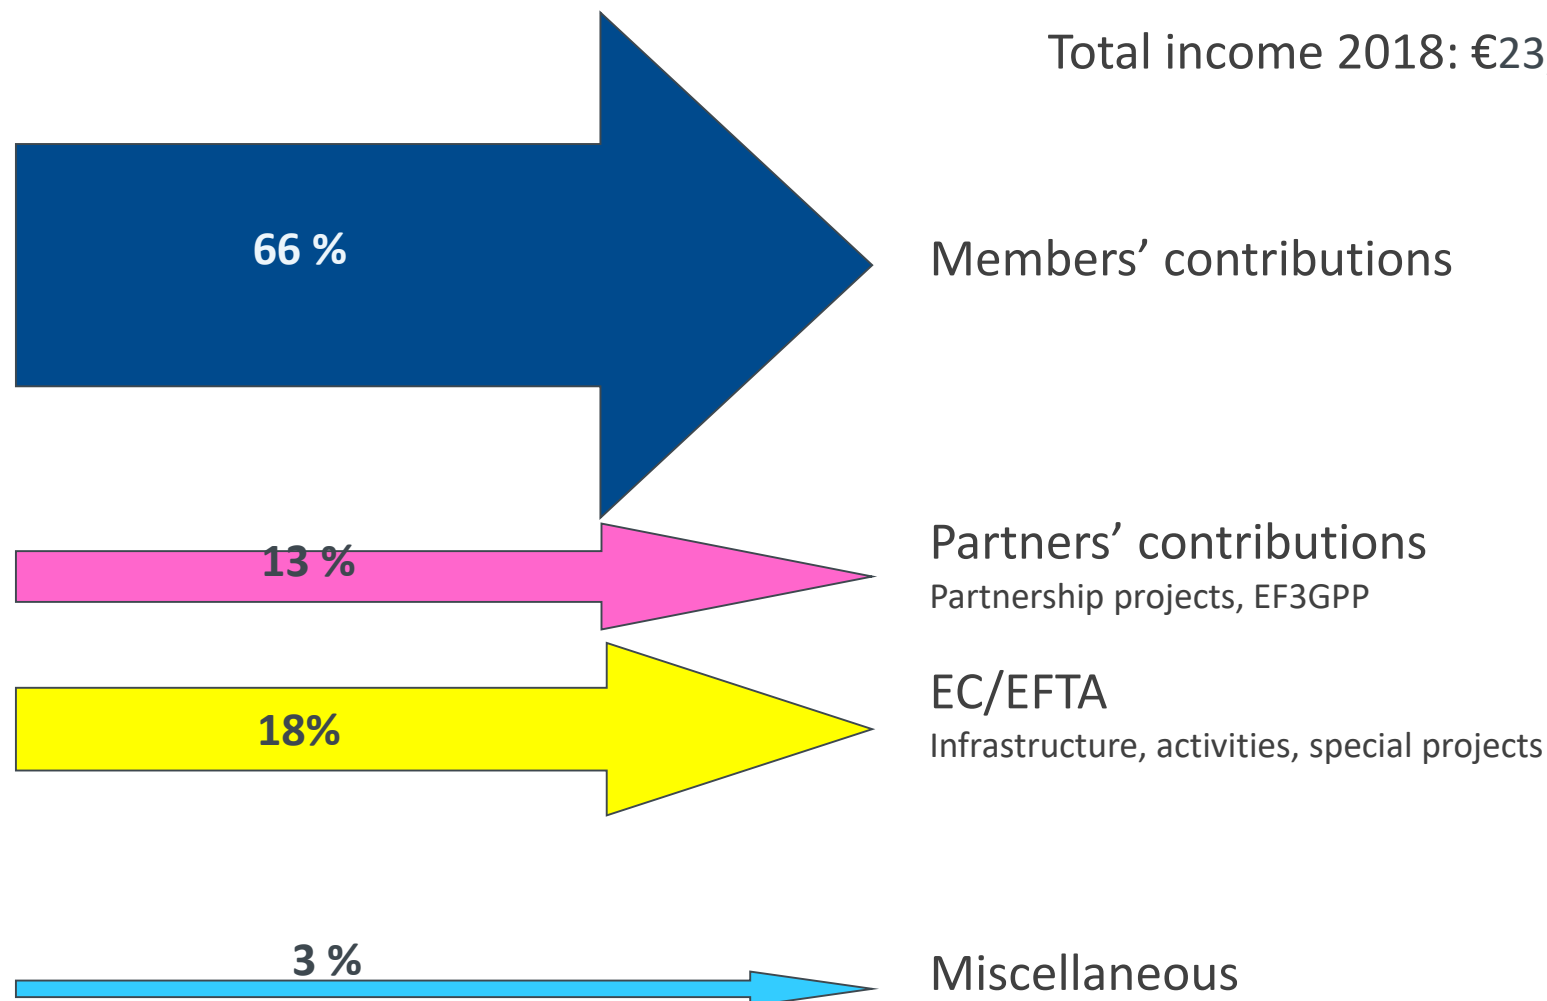 Total income 2018: €23
66 %
Members’ contributions
13 %
Partners’ contributions
Partnership projects, EF3GPP
18%
EC/EFTA
Infrastructure, activities, special projects
3 %
Miscellaneous